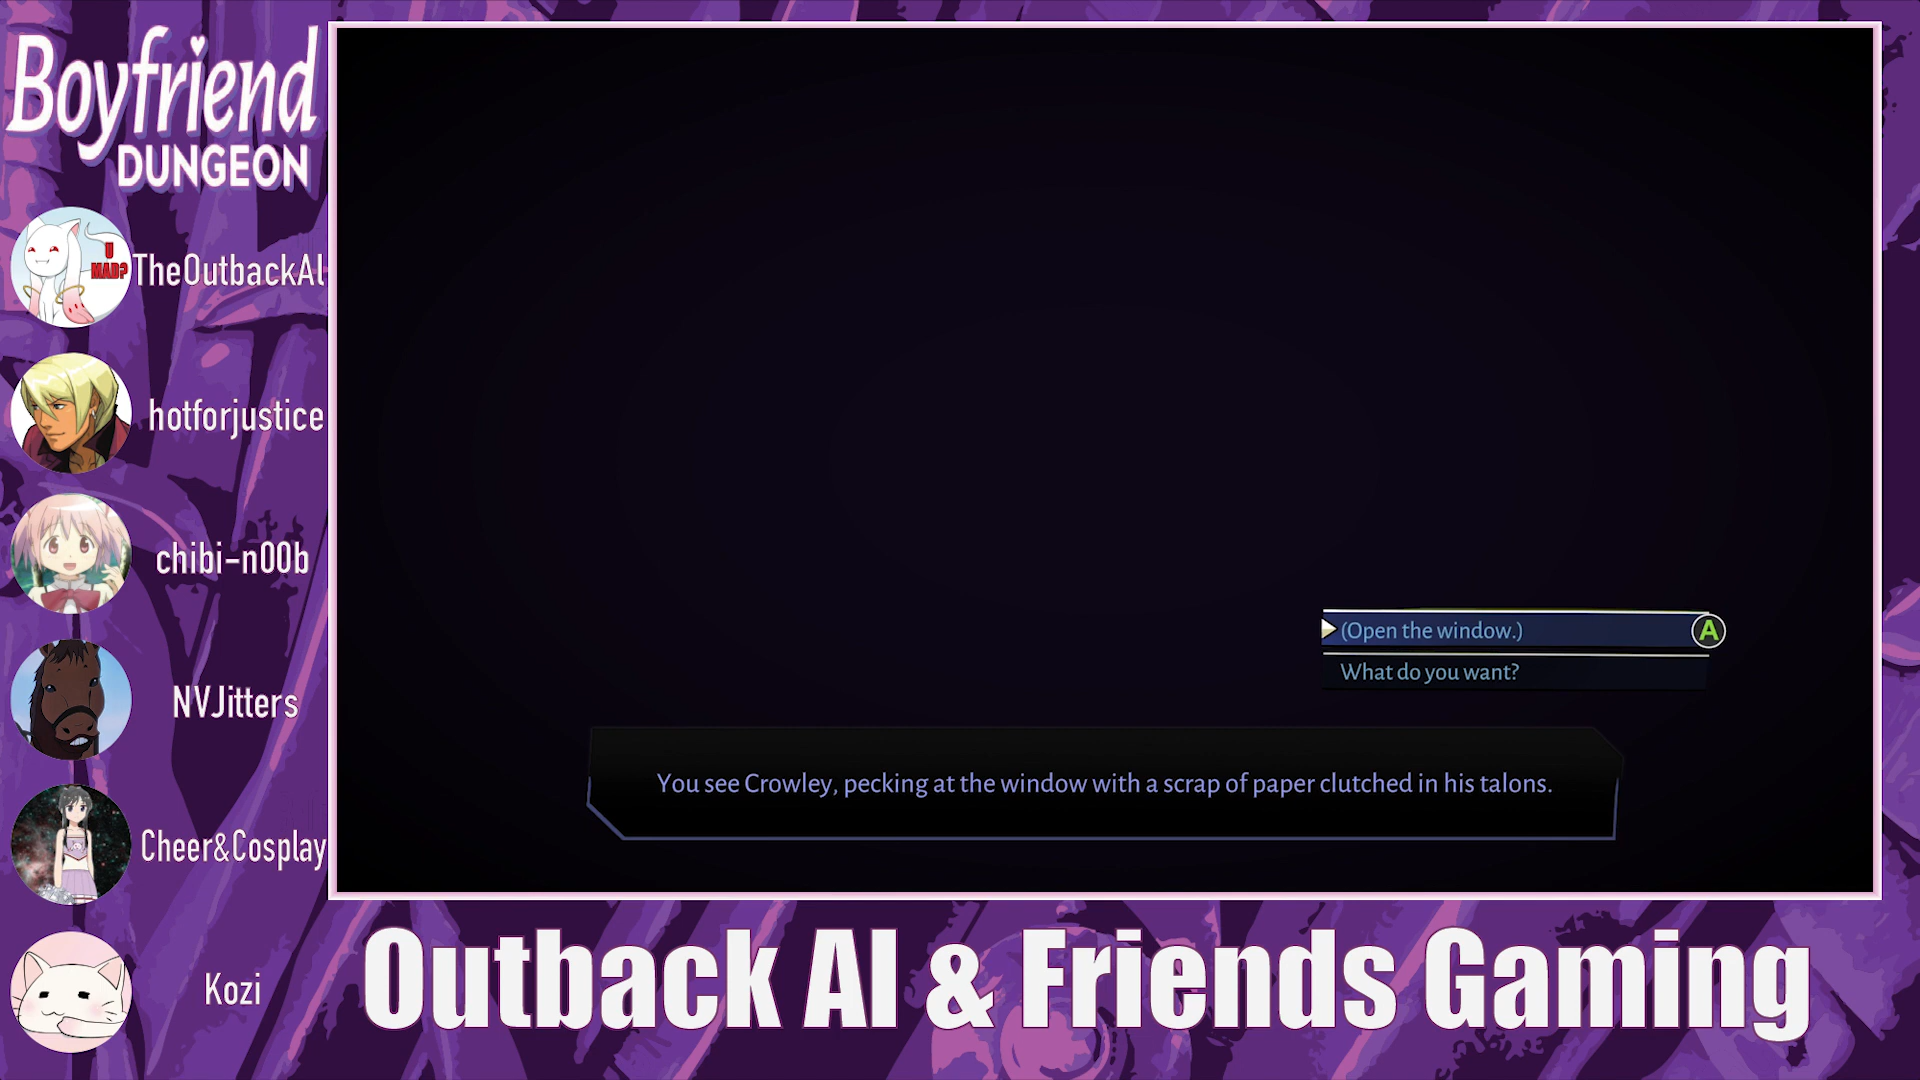 Boyfriend
DUNGEON
U
MAD?
TheOutbackAl
hotforjustice
chibi-n00b
NVJitters
Cheer&Cosplay
Kozi
(Open the window.)
A
What do you want?
You see Crowley, pecking at the window with a scrap of paper clutched in his talons.
Outback Al & Friends Gaming